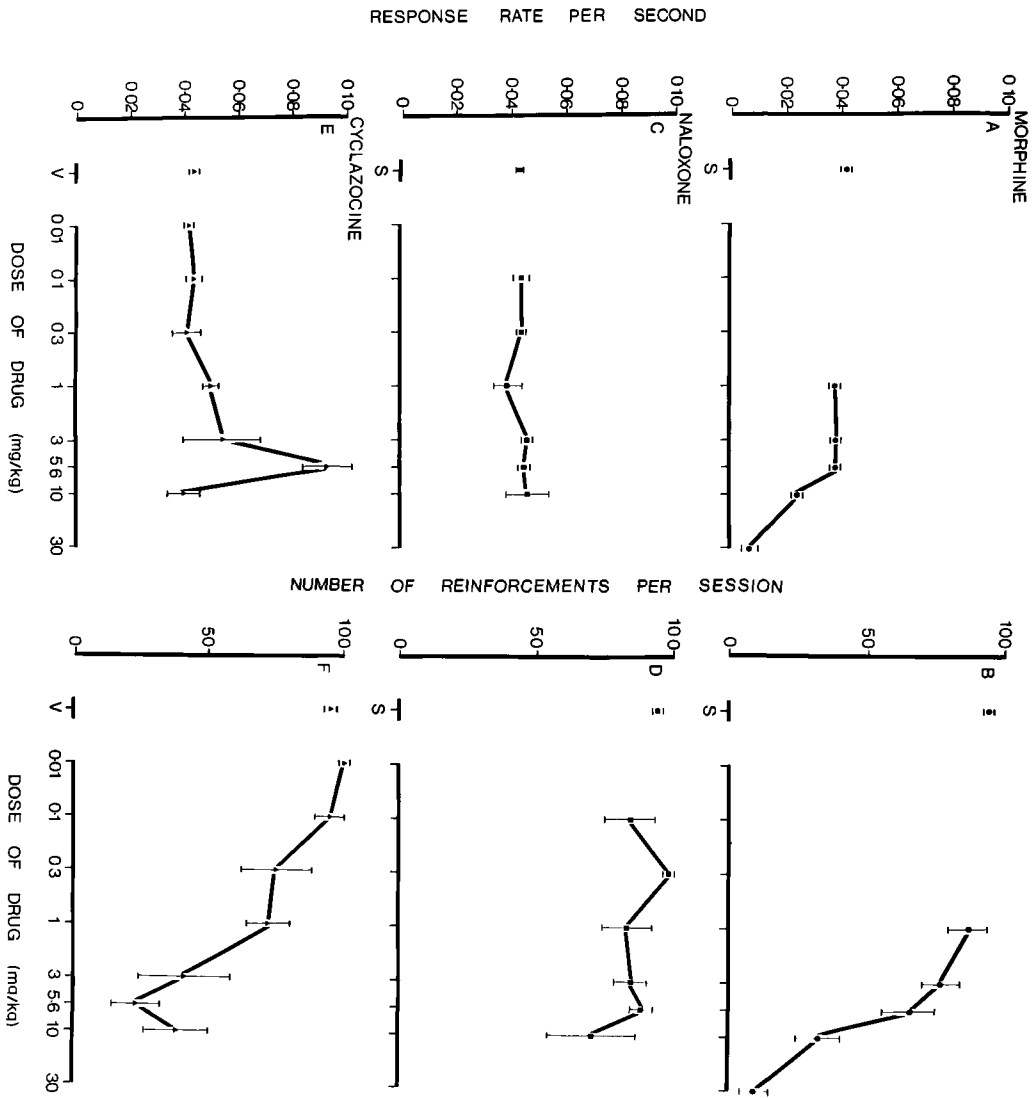 RESPONSE RATE PER SECOND
MORPHINE
A
0·10
0·08
0·06
0·04
0·02
0
S
NALOXONE
C
0·10
0·08
0·06
0·04
0·02
0
S
CYCLAZOCINE
E
0·10
0·08
0·06
0·04
0·02
0
V 0·01 0·1 0·3 1 3 5·6 10 30
DOSE OF DRUG (mg/kg)
NUMBER OF REINFORCEMENTS PER SESSION
B
100
50
0
S
D
100
50
0
S
F
100
50
0
V 0·01 0·1 0·3 1 3 5·6 10 30
DOSE OF DRUG (mg/kg)